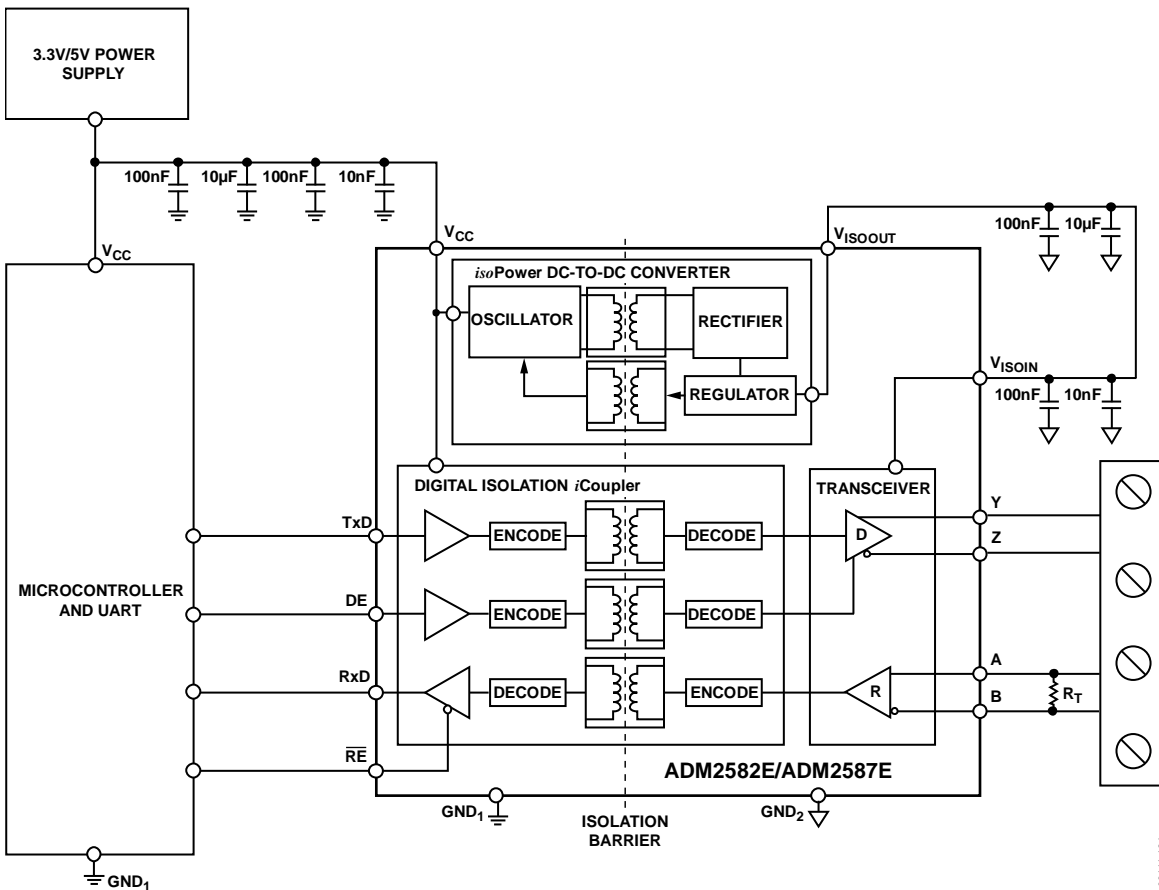 3.3V/5V POWER
SUPPLY
100nF
10µF
100nF
10nF
VCC
VCC
VISOOUT
100nF
10µF
isoPower DC-TO-DC CONVERTER
OSCILLATOR
RECTIFIER
REGULATOR
VISOIN
100nF
10nF
DIGITAL ISOLATION iCoupler
TRANSCEIVER
MICROCONTROLLER
AND UART
TxD
ENCODE
DECODE
D
Y
Z
DE
ENCODE
DECODE
RxD
DECODE
ENCODE
R
A
B
RT
RE
ADM2582E/ADM2587E
GND1
ISOLATION
BARRIER
GND2
GND1